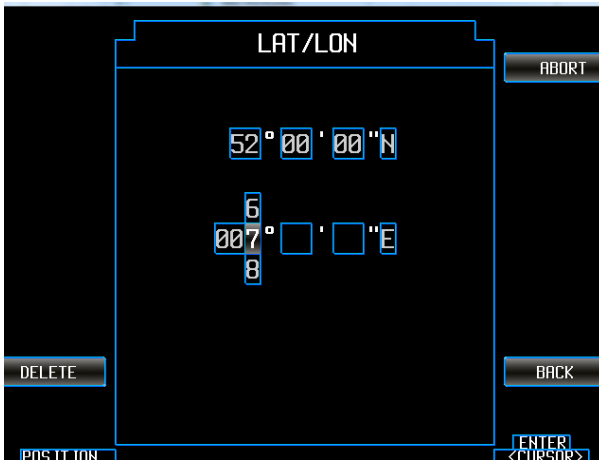 LAT/LON
ABORT
52°00'00"N
6
007° ' "E
8
DELETE
BACK
ENTER
POSITION
<CURSOR>